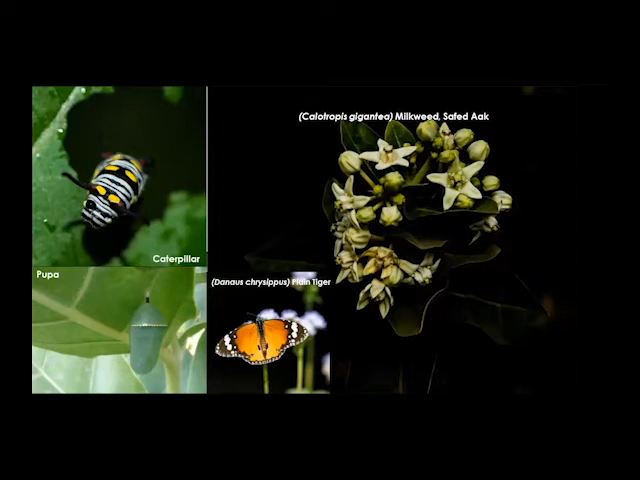 (Calotropis gigantea) Milkweed, Safed Aak
Caterpillar
Pupa
(Danaus chrysippus) Plain Tiger